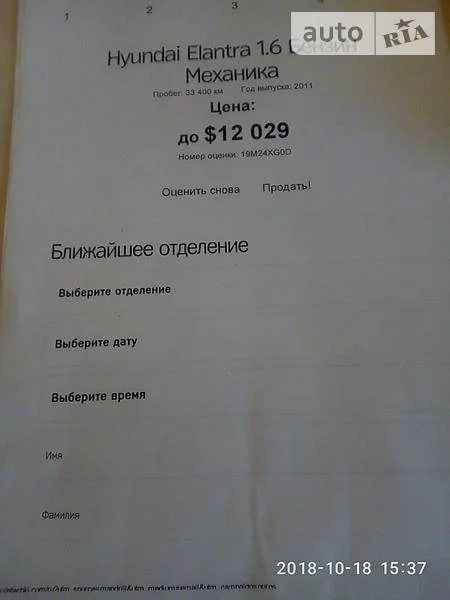 1 2 3 4
auto RIA
Hyundai Elantra 1.6 Бензин
Механика
Пробег: 33 400 км Год выпуска: 2011
Цена:
до $12 029
Номер оценки: 19M24XG0D
Оценить снова Продать!
Ближайшее отделение
Выберите отделение
Выберите дату
Выберите время
Имя
Фамилия
2018-10-18 15:37